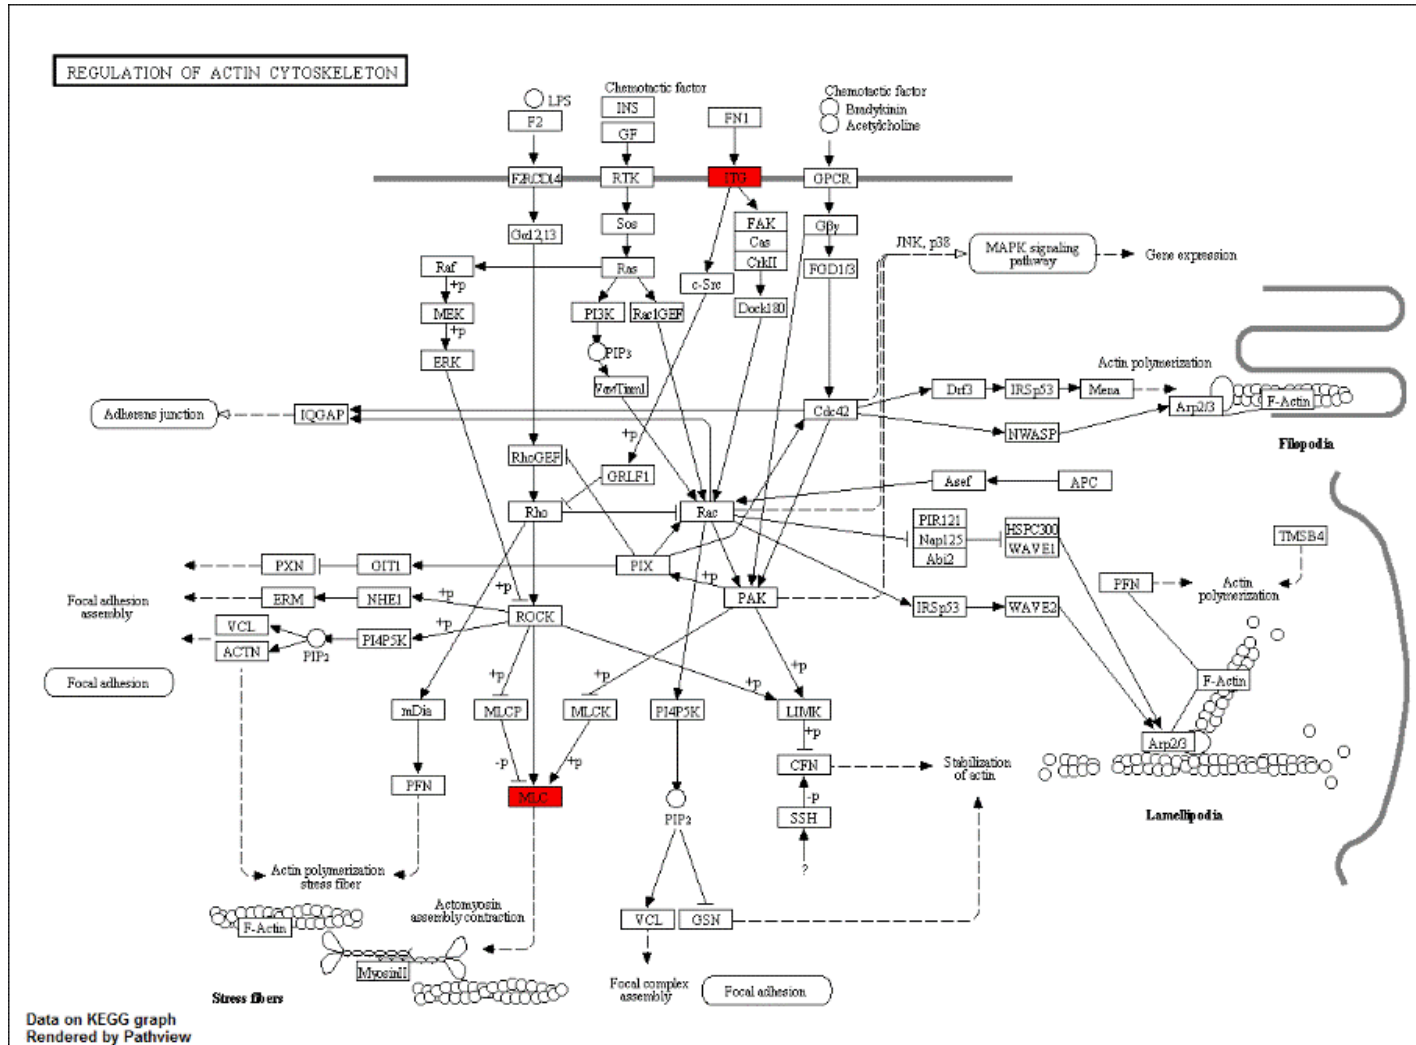 REGULATION OF ACTIN CYTOSKELETON
LPS
F2
Chemotactic factor
INS
GF
FN1
Chemotactic factor
Bradykinin
Acetylcholine
F2R
CD14
RTK
ITG
GPCR
Gα12,13
Sos
FAK
Cas
CrkII
Gβγ
JNK, p38
MAPK signaling
pathway
Gene expression
Raf
Ras
c-Src
FGD1/3
+p
MEK
PI3K
Rac1GEF
Dock180
+p
ERK
PIP3
Vav/Tiam1
Actin polymerization
Drf3
IRSp53
Mena
Arp2/3
F-Actin
Adherens junction
IQGAP
Cdc42
NWASP
Filopodia
+p
RhoGEF
GRLF1
Asef
APC
Rho
Rac
PIR121
Nap125
Abi2
HSPC300
WAVE1
TMSB4
PXN
GIT1
PIX
PFN
Actin
polymerization
Focal adhesion
assembly
ERM
NHE1
+p
+p
ROCK
+p
PAK
IRSp53
WAVE2
VCL
ACTN
PIP2
PI4P5K
+p
Focal adhesion
+p
+p
+p
+p
F-Actin
mDia
MLCP
MLCK
PI4P5K
LIMK
+p
Arp2/3
-p
+p
CFN
Stabilization
of actin
PFN
MLC
-p
PIP2
SSH
Lamellipodia
?
Actin polymerization
stress fiber
Actomyosin
assembly contraction
F-Actin
VCL
GSN
MyosinII
Stress fibers
Focal complex
assembly
Focal adhesion
Data on KEGG graph
Rendered by Pathview